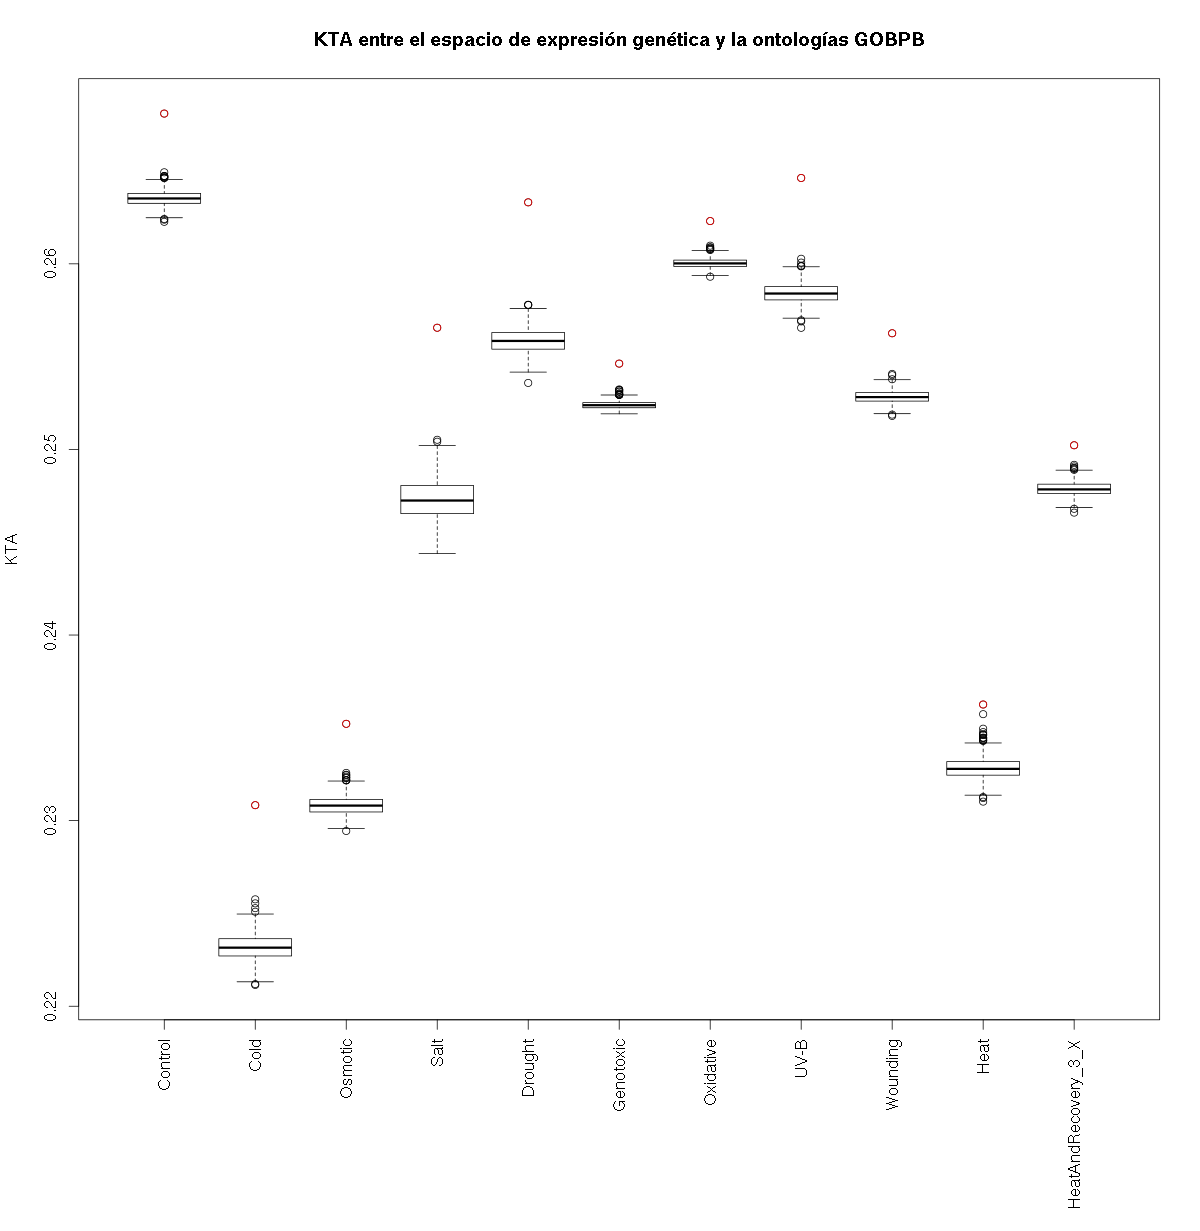 KTA entre el espacio de expresión genética y la ontologías GOBPB
KTA
0.26
0.25
0.24
0.23
0.22
Control
Cold
Osmotic
Salt
Drought
Genotoxic
Oxidative
UV-B
Wounding
Heat
HeatAndRecovery_3_X